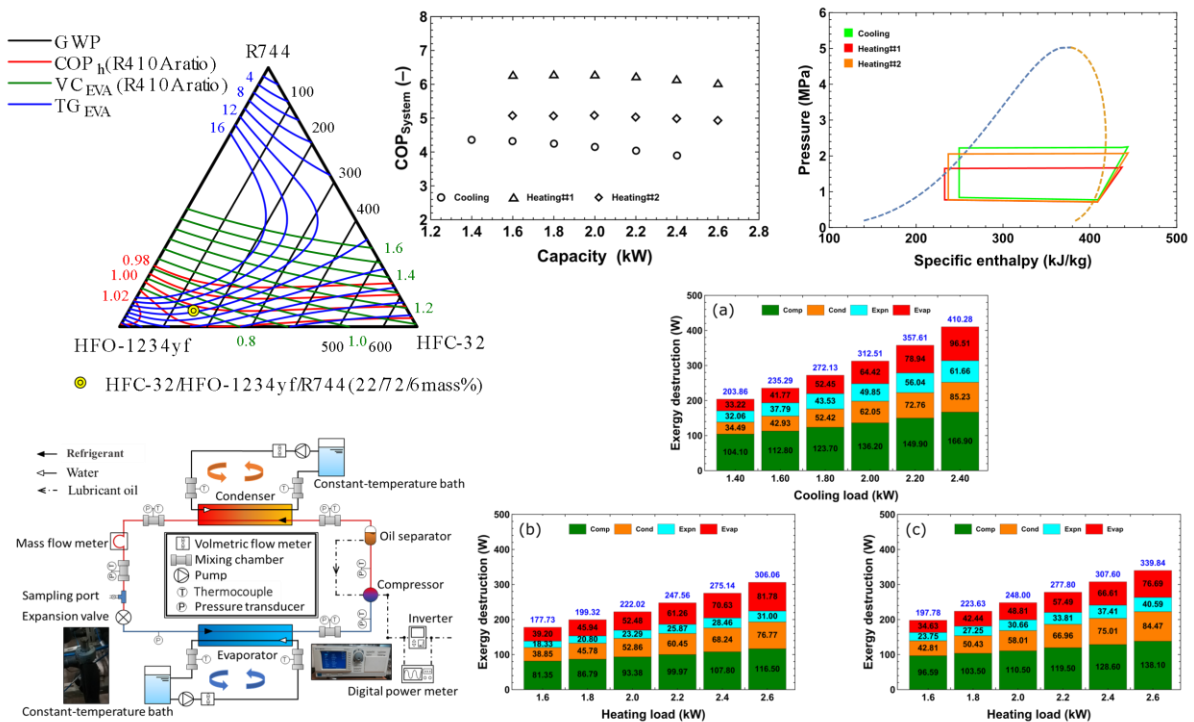 GWP
COP h (R410A ratio)
VC EVA (R410A ratio)
TG EVA
R744
4
8
12
16
100
200
300
400
0.98
1.00
1.02
1.6
1.4
1.2
HFO-1234yf
0.8
500
1.0
600
HFC-32
HFC-32/HFO-1234yf/R744 (22/72/6mass%)
COPSystem (–)
8
7
6
5
4
3
2
Cooling
Heating#1
Heating#2
1.2 1.4 1.6 1.8 2.0 2.2 2.4 2.6 2.8
Capacity (kW)
Pressure (MPa)
6
5
4
3
2
1
0
Cooling
Heating#1
Heating#2
100 200 300 400 500
Specific enthalpy (kJ/kg)
(a)
Comp Cond Expn Evap
Exergy destruction (W)
500
400
300
200
100
0
203.86 235.29 272.13 312.51 357.61 410.28
33.22 41.77 52.45 64.42 78.94 96.51
32.06 37.79 43.53 49.85 56.04 61.66
34.49 42.93 52.42 62.05 72.76 85.23
104.10 112.80 123.70 136.20 149.90 166.90
1.40 1.60 1.80 2.00 2.20 2.40
Cooling load (kW)
Refrigerant
Water
Lubricant oil
Constant-temperature bath
Condenser
Mass flow meter
Sampling port
Expansion valve
Volmetric flow meter
Mixing chamber
Pump
T Thermocouple
P Pressure transducer
Oil separator
Compressor
Inverter
Digital power meter
Evaporator
Constant-temperature bath
(b)
Comp Cond Expn Evap
Exergy destruction (W)
500
400
300
200
100
0
177.73 199.32 222.02 247.56 275.14 306.06
39.20 45.94 52.48 61.26 70.63 81.78
18.33 20.80 23.29 25.87 28.46 31.00
38.85 45.78 52.86 60.45 68.24 76.77
81.35 86.79 93.38 99.97 107.80 116.50
1.6 1.8 2.0 2.2 2.4 2.6
Heating load (kW)
(c)
Comp Cond Expn Evap
Exergy destruction (W)
500
400
300
200
100
0
197.78 223.63 248.00 277.80 307.60 339.84
34.63 42.44 48.81 57.49 66.61 76.69
23.75 27.25 30.66 33.81 37.41 40.59
42.81 50.43 58.01 66.96 75.01 84.47
96.59 103.50 110.50 119.50 128.60 138.10
1.6 1.8 2.0 2.2 2.4 2.6
Heating load (kW)